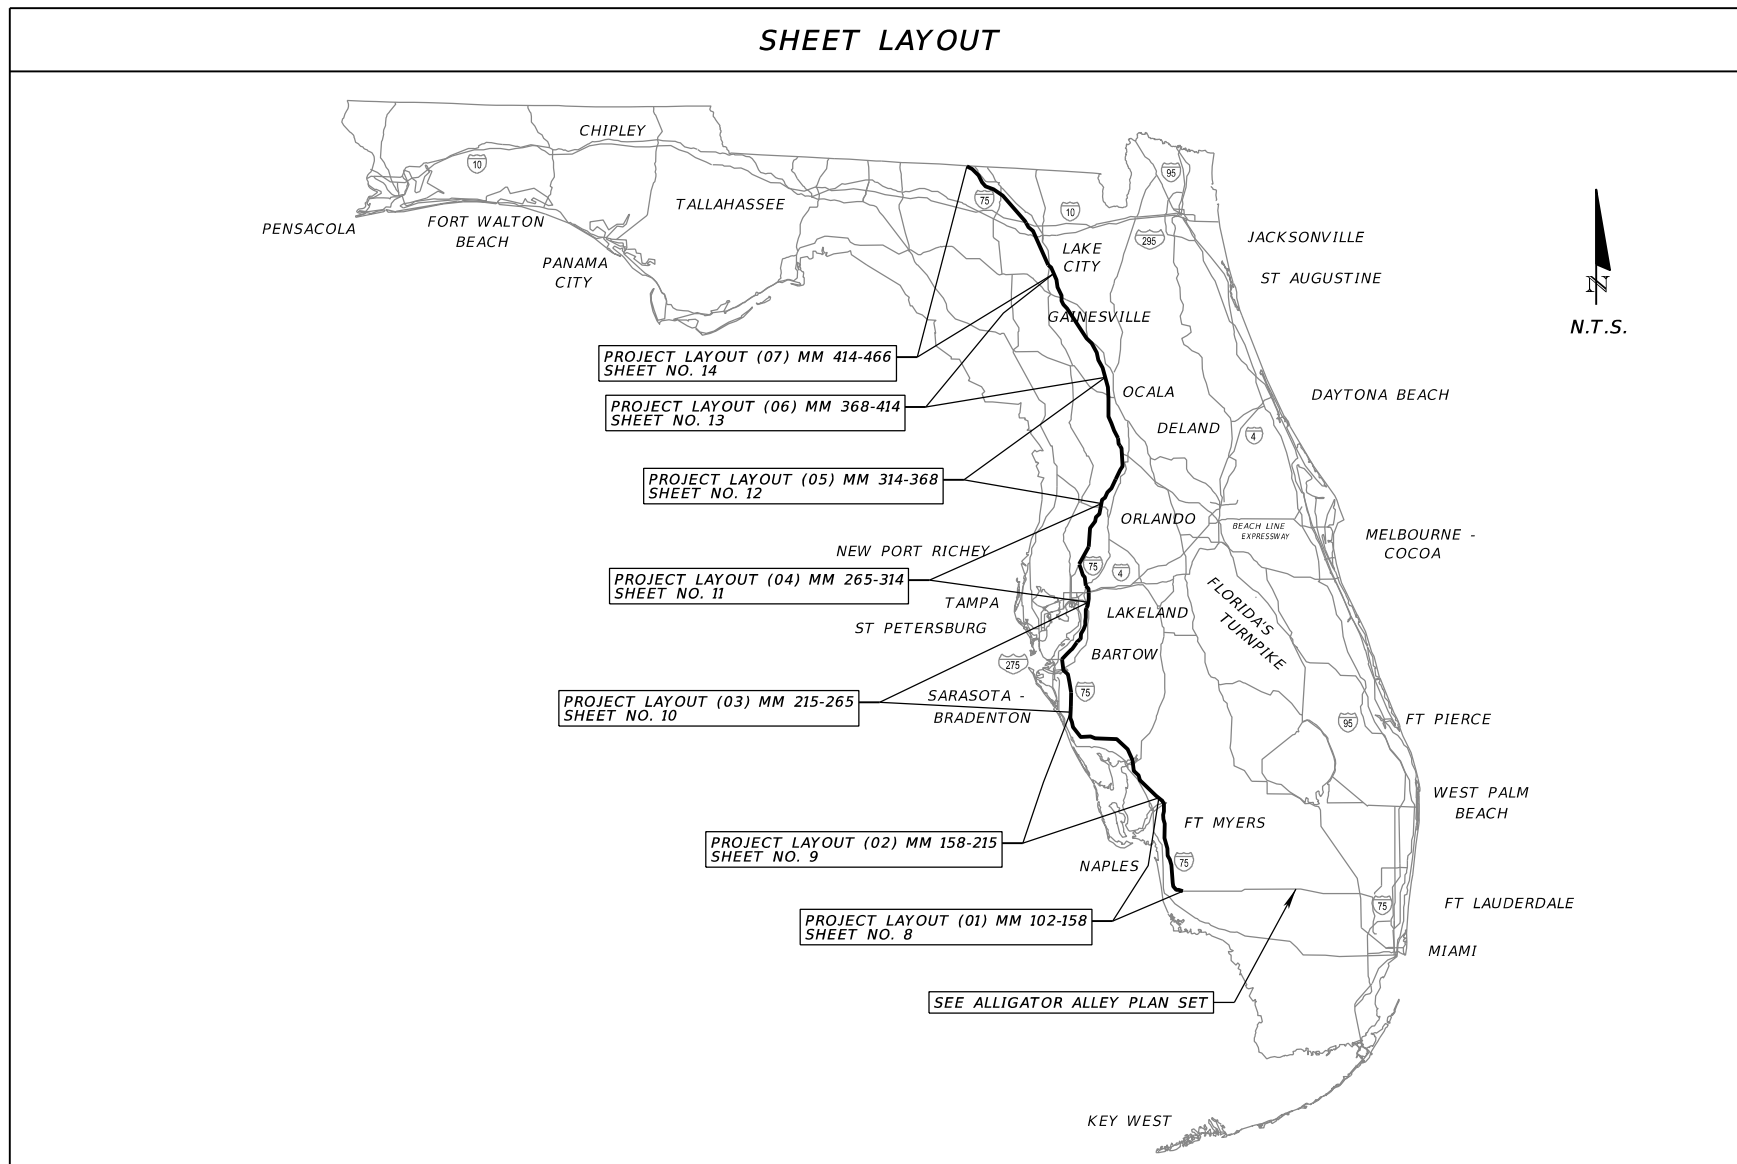 SHEET LAYOUT
CHIPLEY
10
95
TALLAHASSEE
75
10
PENSACOLA
FORT WALTON
BEACH
PANAMA
CITY
LAKE
CITY
295
JACKSONVILLE
ST AUGUSTINE
N
N.T.S.
GAINESVILLE
PROJECT LAYOUT (07) MM 414-466
SHEET NO. 14
PROJECT LAYOUT (06) MM 368-414
SHEET NO. 13
OCALA
DAYTONA BEACH
DELAND
4
PROJECT LAYOUT (05) MM 314-368
SHEET NO. 12
ORLANDO
BEACH LINE
EXPRESSWAY
MELBOURNE -
COCOA
NEW PORT RICHEY
75
4
PROJECT LAYOUT (04) MM 265-314
SHEET NO. 11
TAMPA
ST PETERSBURG
LAKELAND
FLORIDA'S
TURNPIKE
BARTOW
275
75
PROJECT LAYOUT (03) MM 215-265
SHEET NO. 10
SARASOTA -
BRADENTON
95
FT PIERCE
WEST PALM
BEACH
FT MYERS
PROJECT LAYOUT (02) MM 158-215
SHEET NO. 9
NAPLES
75
PROJECT LAYOUT (01) MM 102-158
SHEET NO. 8
75
FT LAUDERDALE
MIAMI
SEE ALLIGATOR ALLEY PLAN SET
KEY WEST